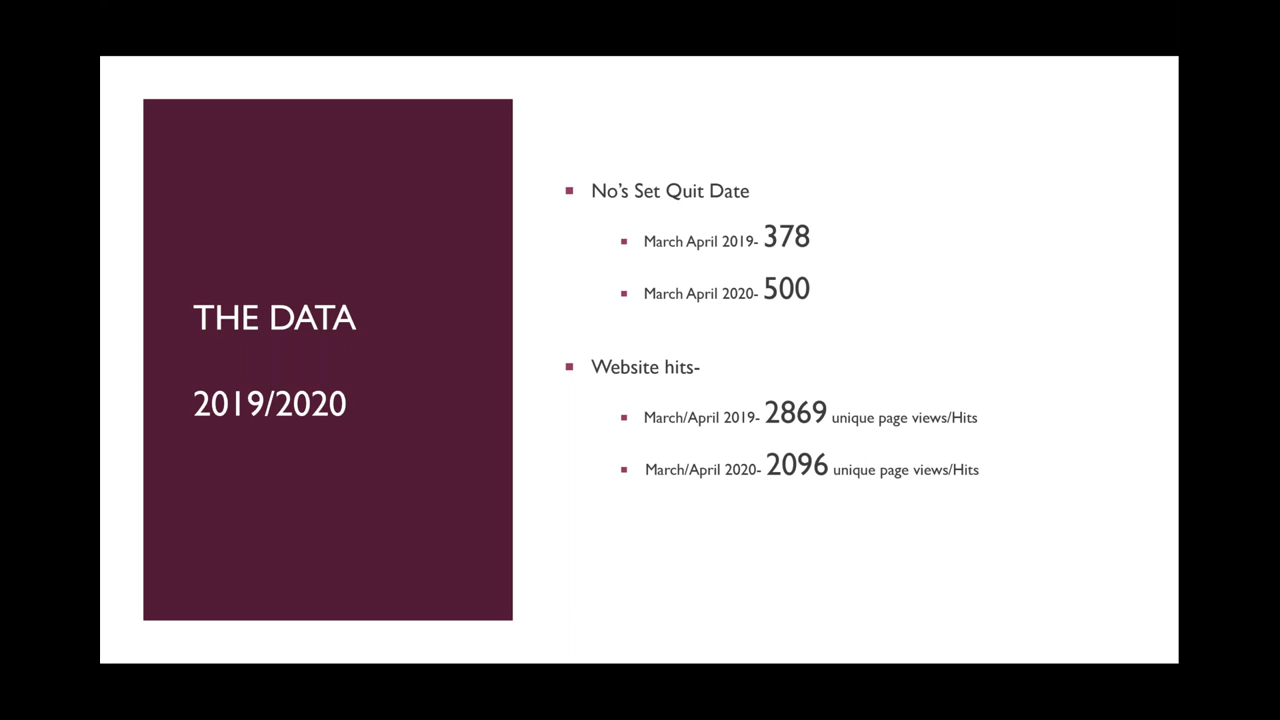 THE DATA
2019/2020
No's Set Quit Date
March April 2019- 378
March April 2020- 500
Website hits-
March/April 2019- 2869 unique page views/Hits
March/April 2020- 2096 unique page views/Hits